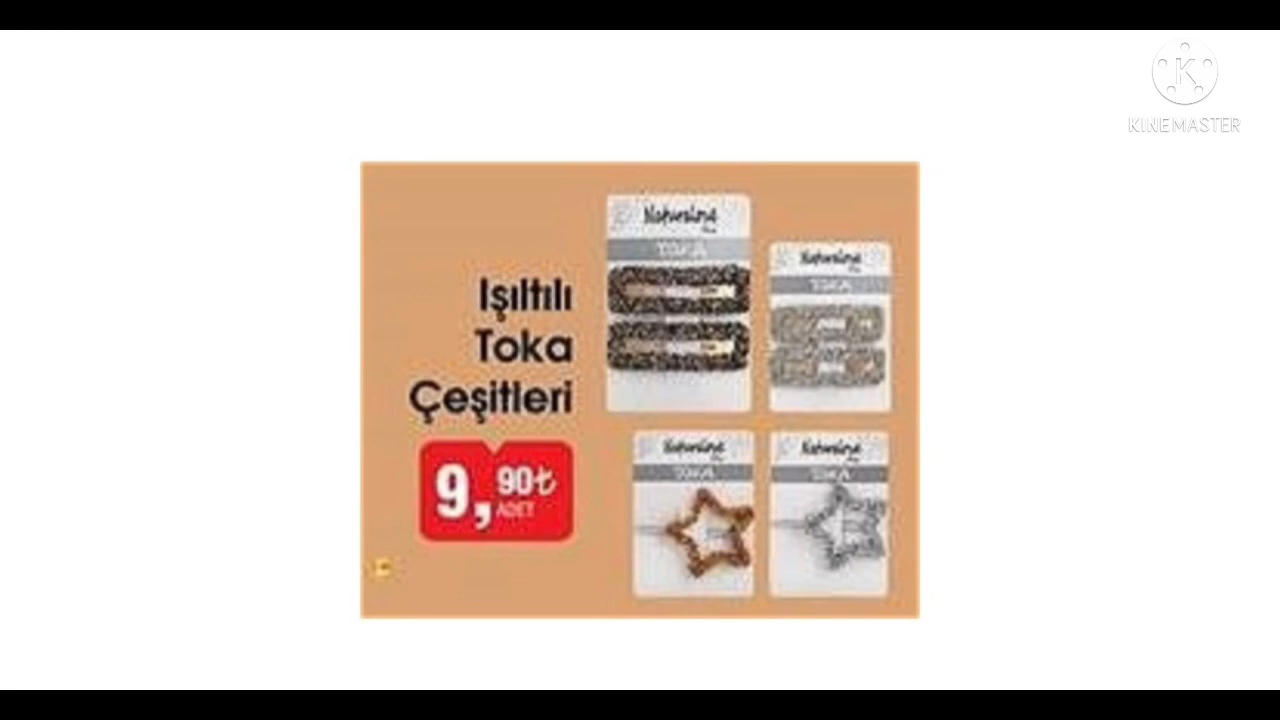 KINEMASTER
Işıltılı
Toka
Çeşitleri
9,90₺
ADET
TOKA
TOKA
TOKA
TOKA